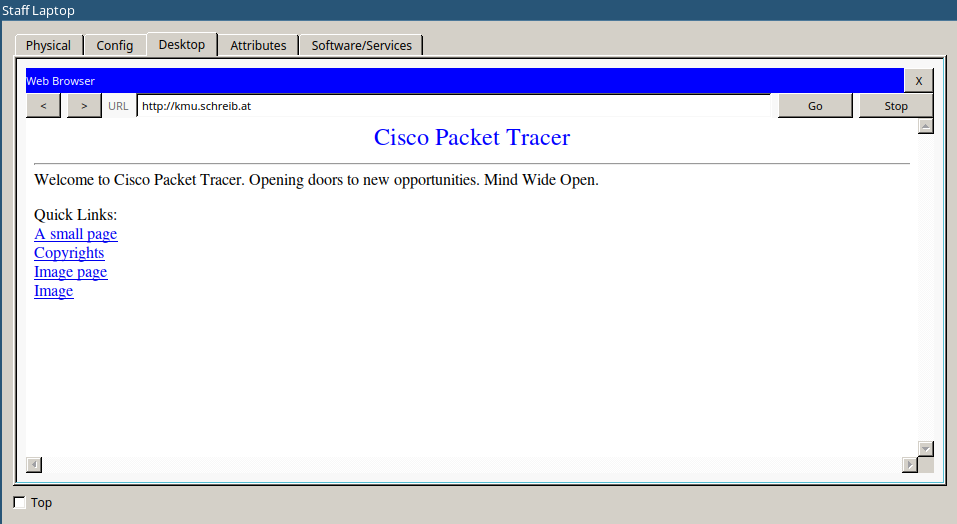 Staff Laptop
Physical Config Desktop Attributes Software/Services
Web Browser X
< > URL http://kmu.schreib.at Go Stop
Cisco Packet Tracer
Welcome to Cisco Packet Tracer. Opening doors to new opportunities. Mind Wide Open.
Quick Links:
A small page
Copyrights
Image page
Image
Top